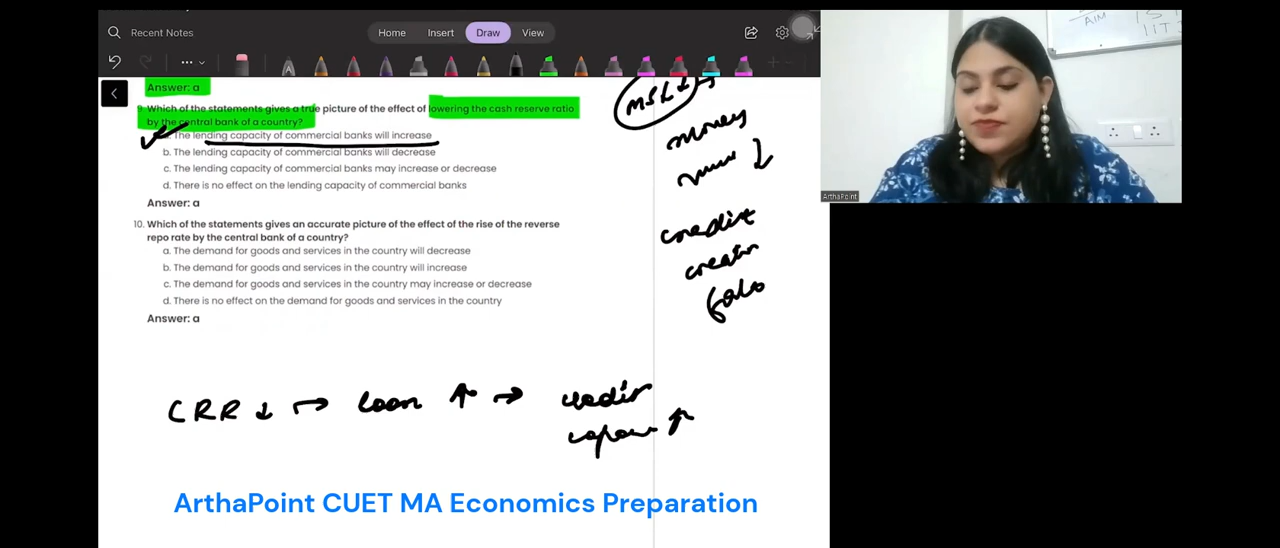 Recent Notes
Home Insert Draw View
Answer: a
9. Which of the statements gives a true picture of the effect of lowering the cash reserve ratio
by the central bank of a country?
a. The lending capacity of commercial banks will increase
b. The lending capacity of commercial banks will decrease
c. The lending capacity of commercial banks may increase or decrease
d. There is no effect on the lending capacity of commercial banks
Answer: a
10. Which of the statements gives an accurate picture of the effect of the rise of the reverse
repo rate by the central bank of a country?
a. The demand for goods and services in the country will decrease
b. The demand for goods and services in the country will increase
c. The demand for goods and services in the country may increase or decrease
d. There is no effect on the demand for goods and services in the country
Answer: a
money
credit
creation
CRR ↓ → loan ↑ → credit
↑
ArthaPoint CUET MA Economics Preparation
AIM
ArthaPoint